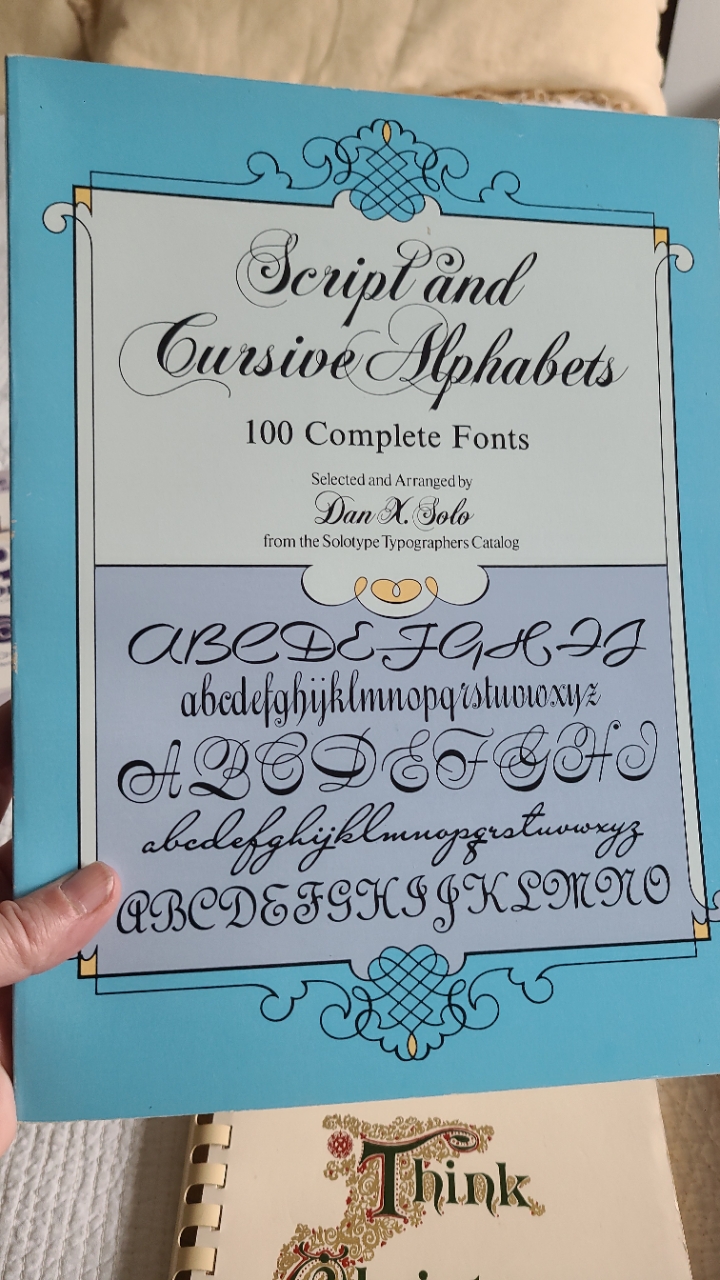 Script and
Cursive Alphabets
100 Complete Fonts
Selected and Arranged by
Dan X. Solo
from the Solotype Typographers Catalog
ABCDEFGHIJ
abcdefghijklmnopqrstuvwxyz
ABCDEFGHI
abcdefghijklmnopqrstuvwxyz
ABCDEFGHIJKLMNO
Think